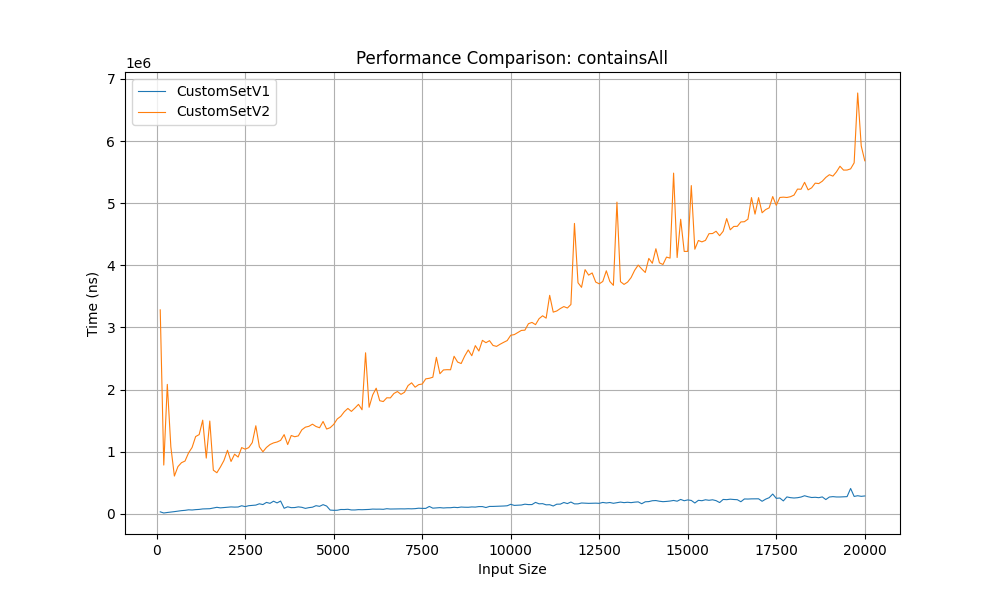 Performance Comparison: containsAll
1e6
CustomSetV1
CustomSetV2
7
6
5
4
3
2
1
0
Time (ns)
0 2500 5000 7500 10000 12500 15000 17500 20000
Input Size